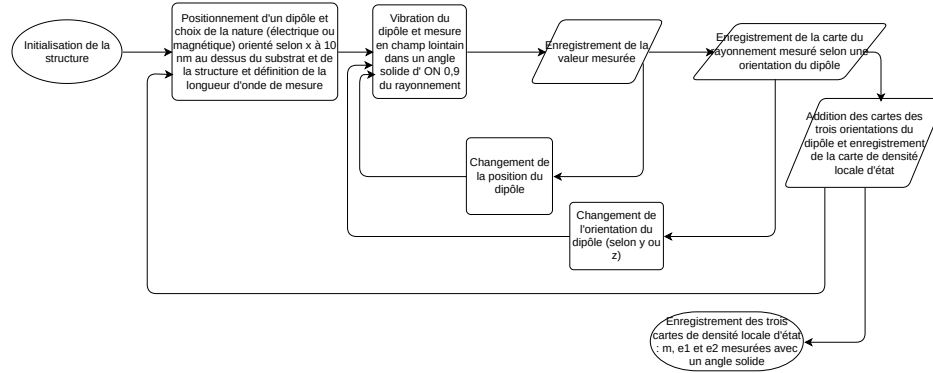 Initialisation de la
structure
Positionnement d'un dipôle et
choix de la nature (électrique ou
magnétique) orienté selon x à 10
nm au dessus du substrat et de
la structure et définition de la
longueur d'onde de mesure
Vibration du
dipôle et mesure
en champ lointain
dans un angle
solide d' ON 0,9
du rayonnement
Enregistrement de la
valeur mesurée
Enregistrement de la carte du
rayonnement mesuré selon une
orientation du dipôle
Addition des cartes des
trois orientations du
dipôle et enregistrement
de la carte de densité
locale d'état
Changement de
la position du
dipôle
Changement de
l'orientation du
dipôle (selon y ou
z)
Enregistrement des trois
cartes de densité locale d'état
: m, e1 et e2 mesurées avec
un angle solide